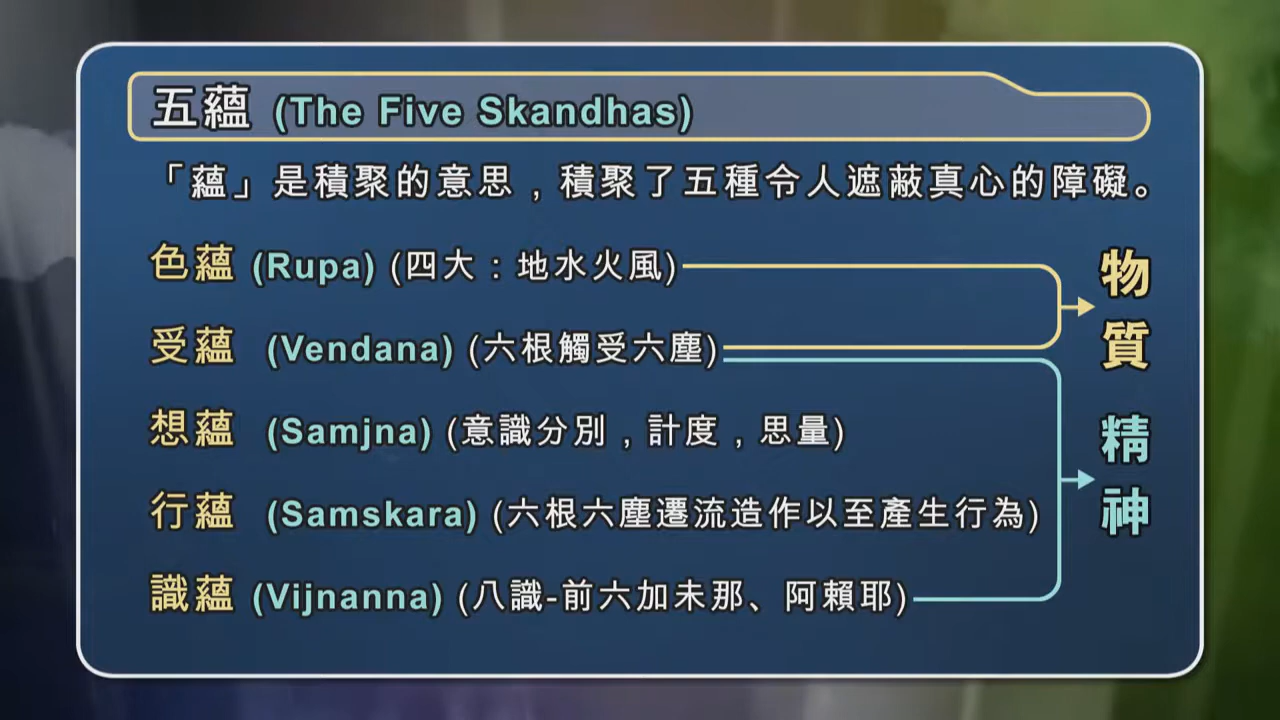 五蘊 (The Five Skandhas)
「蘊」是積聚的意思，積聚了五種令人遮蔽真心的障礙。
色蘊 (Rupa) (四大：地水火風)
受蘊 (Vendana) (六根觸受六塵)
想蘊 (Samjna) (意識分別，計度，思量)
行蘊 (Samskara) (六根六塵遷流造作以至產生行為)
識蘊 (Vijnanna) (八識-前六加未那、阿賴耶)
物質
精神